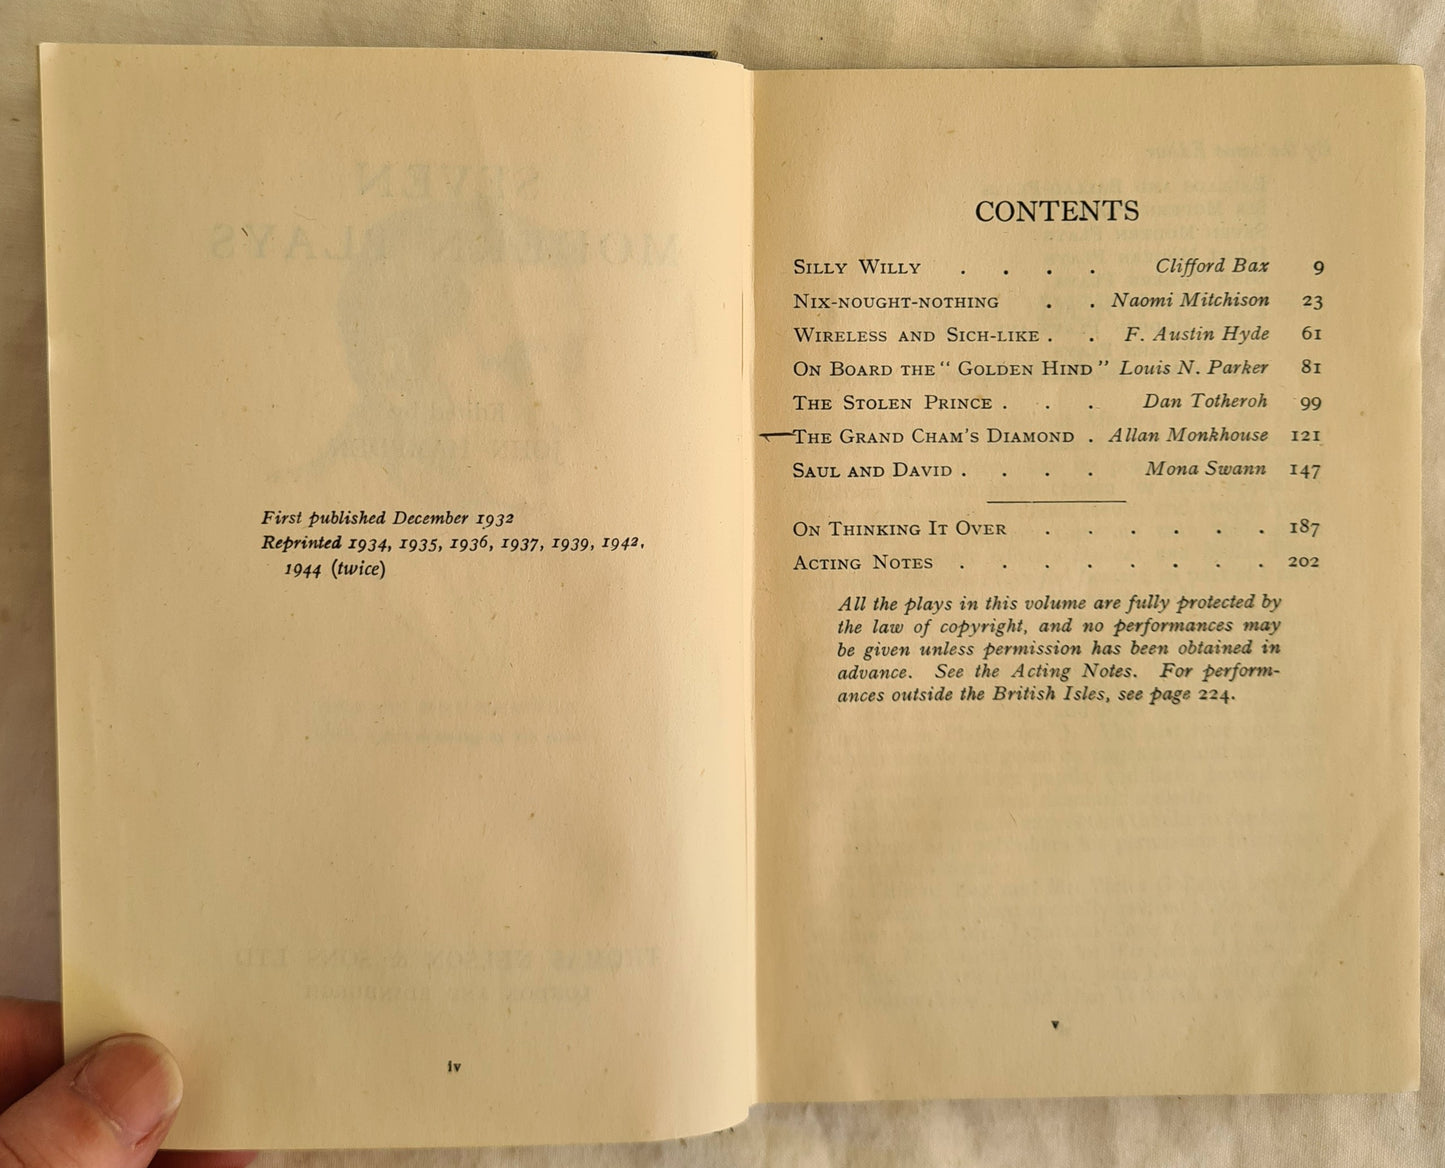 First published December 1932
Reprinted 1934, 1935, 1936, 1937, 1939, 1942,
1944 (twice)
iv
CONTENTS
SILLY WILLY . . . . Clifford Bax 9
NIX-NOUGHT-NOTHING . . Naomi Mitchison 23
WIRELESS AND SICH-LIKE . . F. Austin Hyde 61
ON BOARD THE " GOLDEN HIND " Louis N. Parker 81
THE STOLEN PRINCE . . . Dan Totheroh 99
THE GRAND CHAM'S DIAMOND . Allan Monkhouse 121
SAUL AND DAVID . . . . Mona Swann 147
ON THINKING IT OVER . . . . . . 187
ACTING NOTES . . . . . . . . 202
All the plays in this volume are fully protected by
the law of copyright, and no performances may
be given unless permission has been obtained in
advance. See the Acting Notes. For perform-
ances outside the British Isles, see page 224.
v